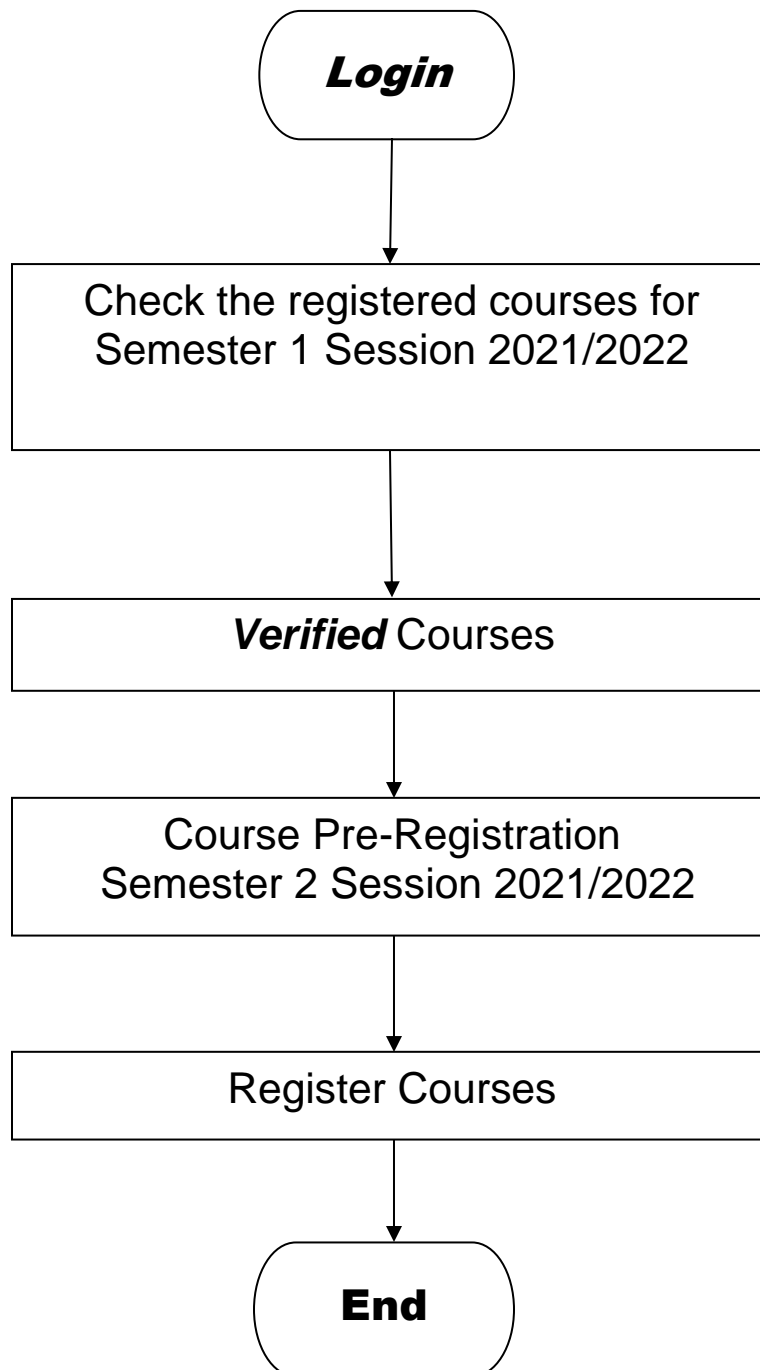 Login
Check the registered courses for
Semester 1 Session 2021/2022
Verified Courses
Course Pre-Registration
Semester 2 Session 2021/2022
Register Courses
End